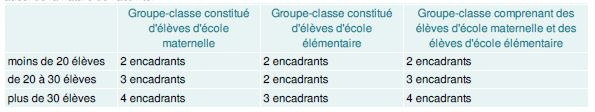 Groupe-classe constitué d'élèves d'école maternelle
Groupe-classe constitué d'élèves d'école élémentaire
Groupe-classe comprenant des élèves d'école maternelle et des élèves d'école élémentaire
moins de 20 élèves 2 encadrants 2 encadrants 2 encadrants
de 20 à 30 élèves 3 encadrants 2 encadrants 3 encadrants
plus de 30 élèves 4 encadrants 3 encadrants 4 encadrants